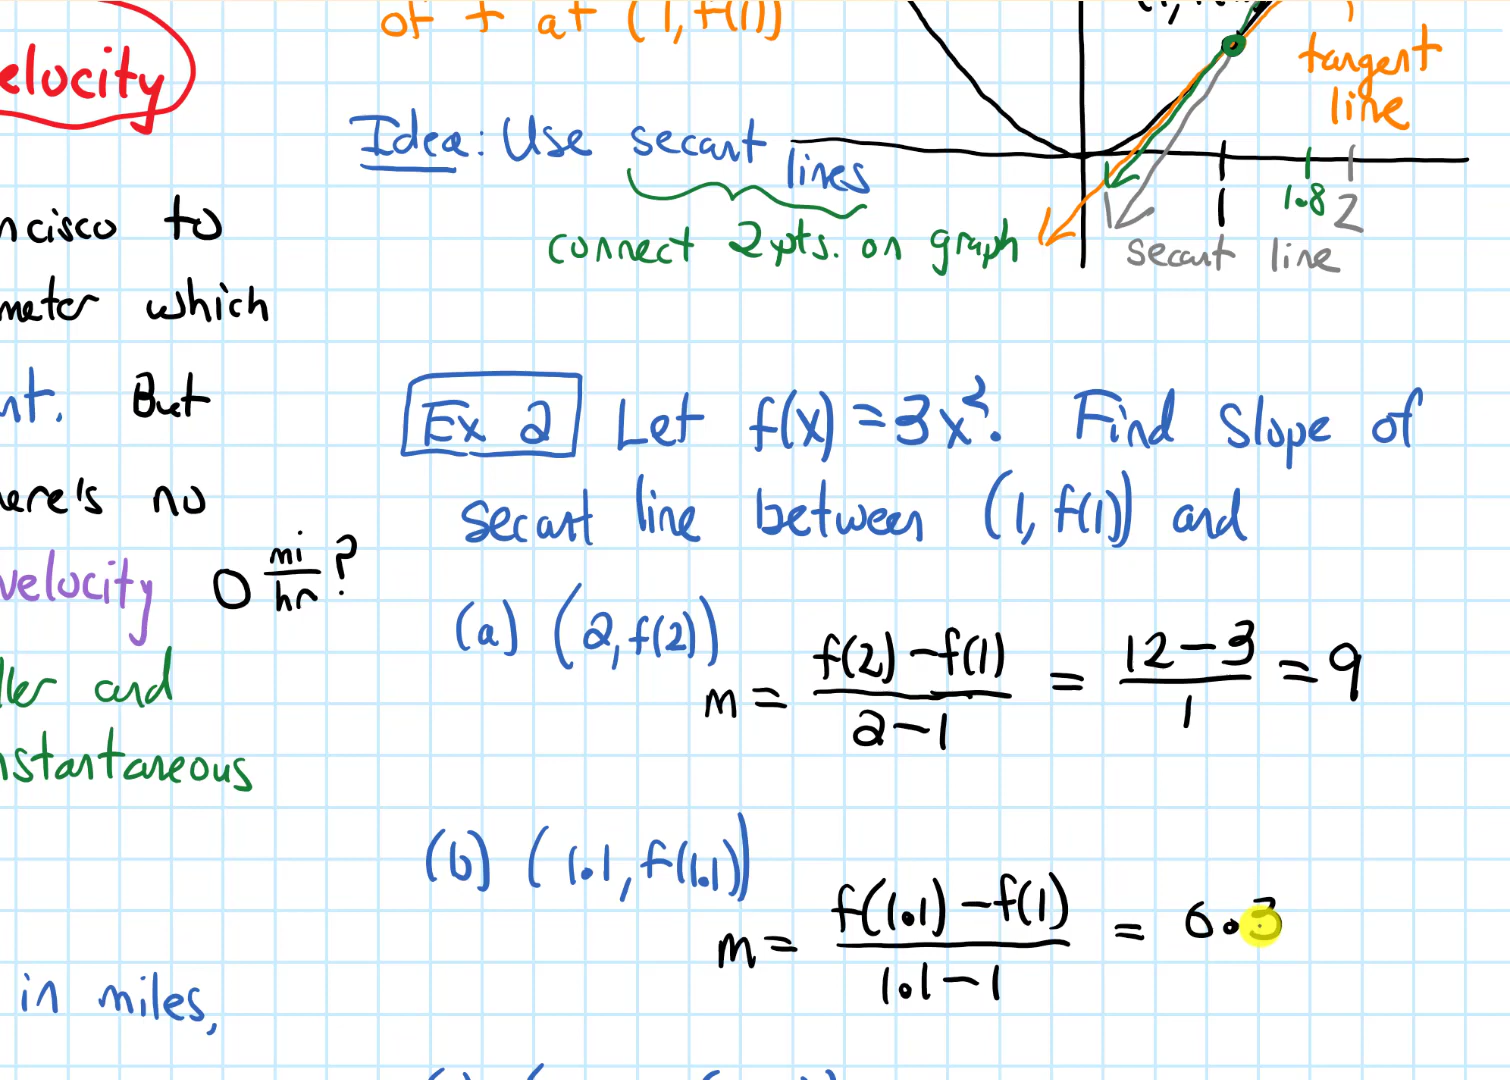 elocity
ncisco to
meter which
nt. But
here's no
velocity 0 mi/hr?
ller and
nstantaneous
in miles,
of f at (1, f(1))
Idea: Use secant lines
connect 2 pts. on graph
tangent
line
1
1.8
2
secant line
Ex 2 Let f(x) = 3x². Find slope of
secant line between (1, f(1)) and
(a) (2, f(2))
m = (f(2) - f(1))/(2 - 1) = (12 - 3)/1 = 9
(b) (1.1, f(1.1))
m = (f(1.1) - f(1))/(1.1 - 1) = 6.3